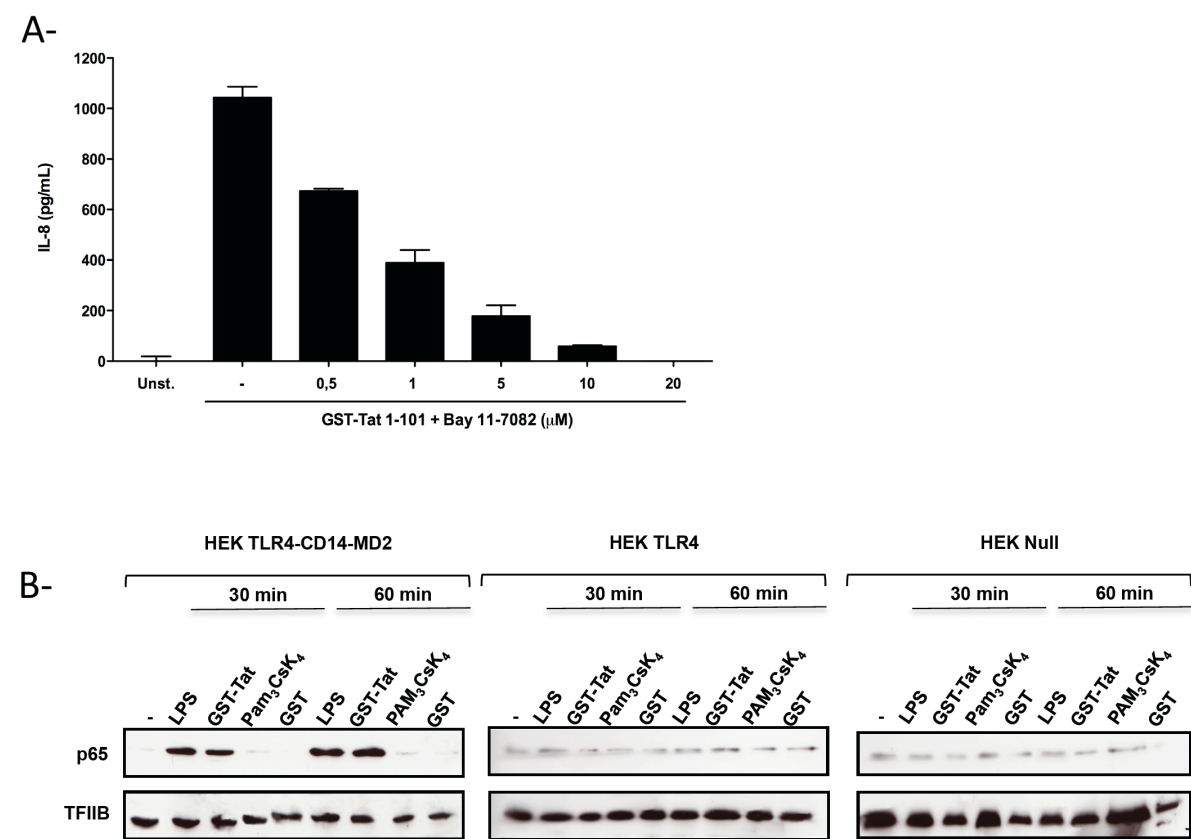 A-
1200
1000
800
600
400
200
0
IL-8 (pg/mL)
Unst. - 0,5 1 5 10 20
GST-Tat 1-101 + Bay 11-7082 (μM)
HEK TLR4-CD14-MD2 HEK TLR4 HEK Null
B-
30 min 60 min 30 min 60 min 30 min 60 min
- LPS GST-Tat Pam₃CsK₄ GST LPS GST-Tat PAM₃CsK₄ GST - LPS GST-Tat Pam₃CsK₄ GST LPS GST-Tat PAM₃CsK₄ GST - LPS GST-Tat Pam₃CsK₄ GST LPS GST-Tat PAM₃CsK₄ GST
p65
TFIIB